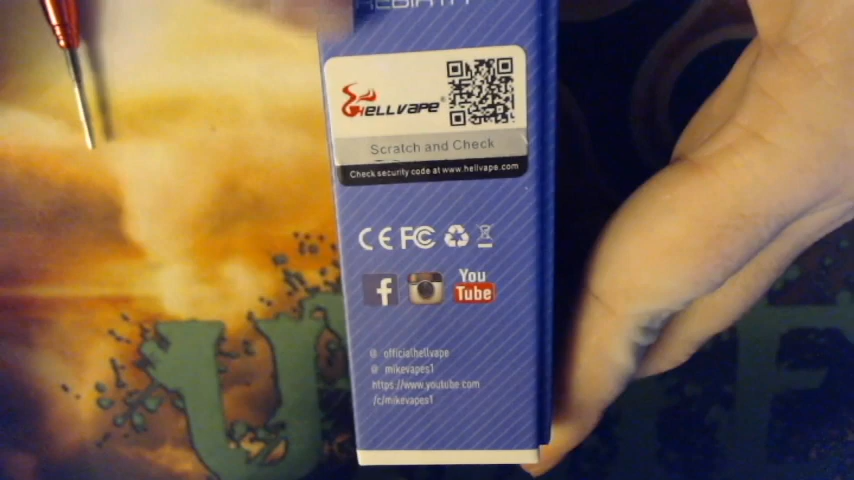 REBIRTH
HELLVAPE®
Scratch and Check
Check security code at www.hellvape.com
CE FC
f
You
Tube
@ officialhellvape
@ mikevapes1
https://www.youtube.com
/c/mikevapes1